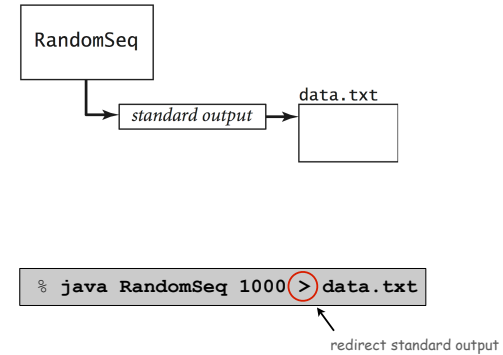 RandomSeq
data.txt
standard output
% java RandomSeq 1000 > data.txt
redirect standard output